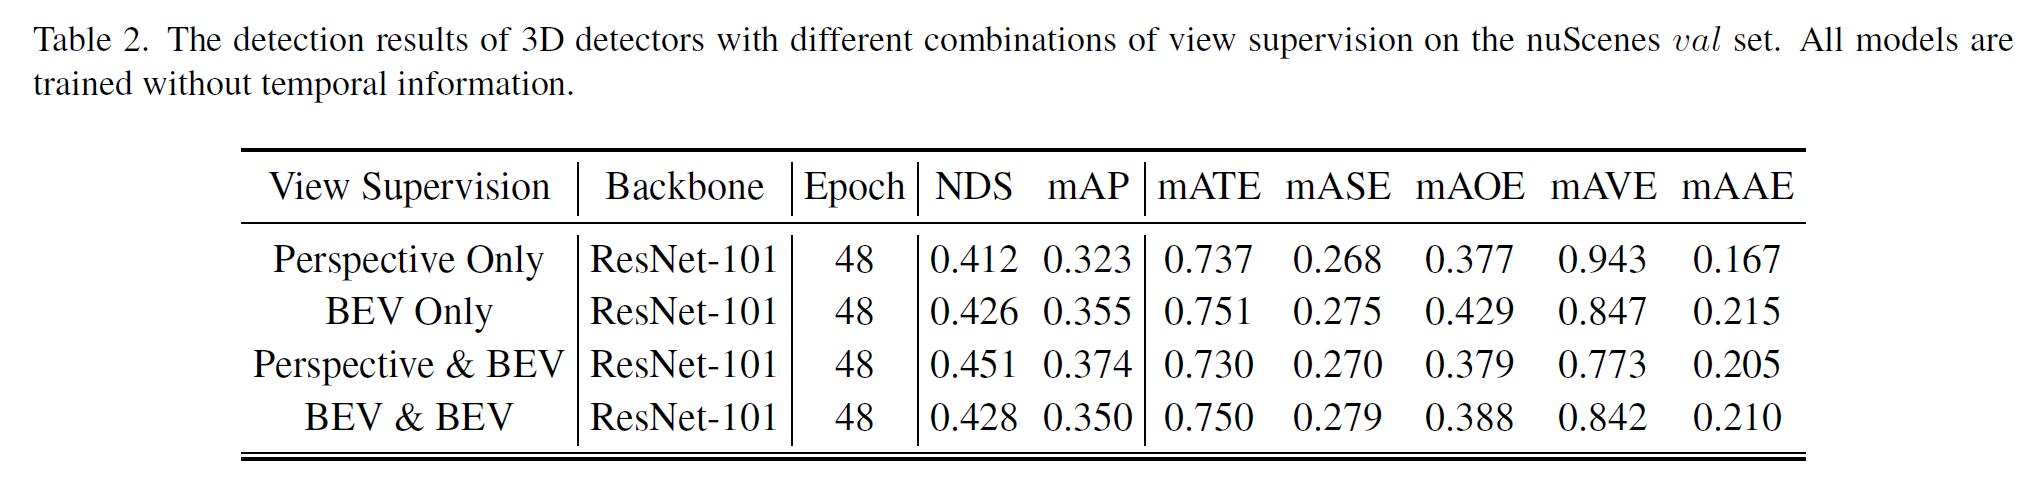 Table 2. The detection results of 3D detectors with different combinations of view supervision on the nuScenes val set. All models are
trained without temporal information.
View Supervision Backbone Epoch NDS mAP mATE mASE mAOE mAVE mAAE
Perspective Only ResNet-101 48 0.412 0.323 0.737 0.268 0.377 0.943 0.167
BEV Only ResNet-101 48 0.426 0.355 0.751 0.275 0.429 0.847 0.215
Perspective & BEV ResNet-101 48 0.451 0.374 0.730 0.270 0.379 0.773 0.205
BEV & BEV ResNet-101 48 0.428 0.350 0.750 0.279 0.388 0.842 0.210